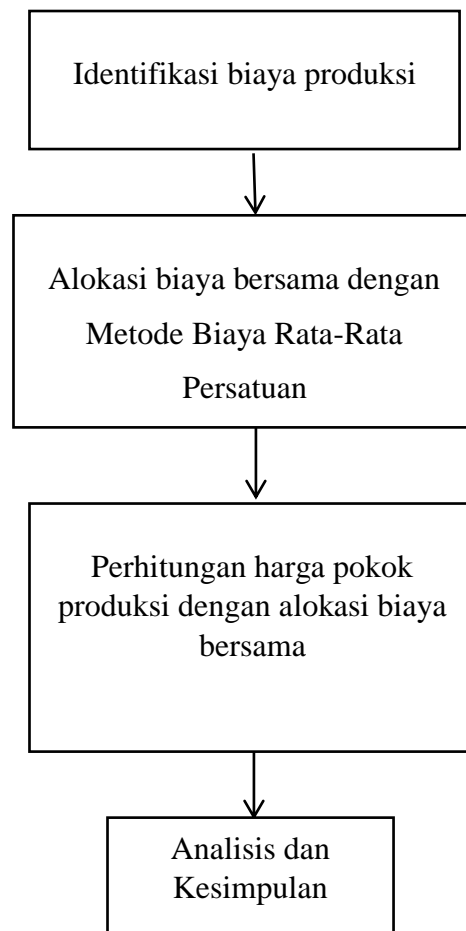 Identifikasi biaya produksi
Alokasi biaya bersama dengan
Metode Biaya Rata-Rata
Persatuan
Perhitungan harga pokok
produksi dengan alokasi biaya
bersama
Analisis dan
Kesimpulan